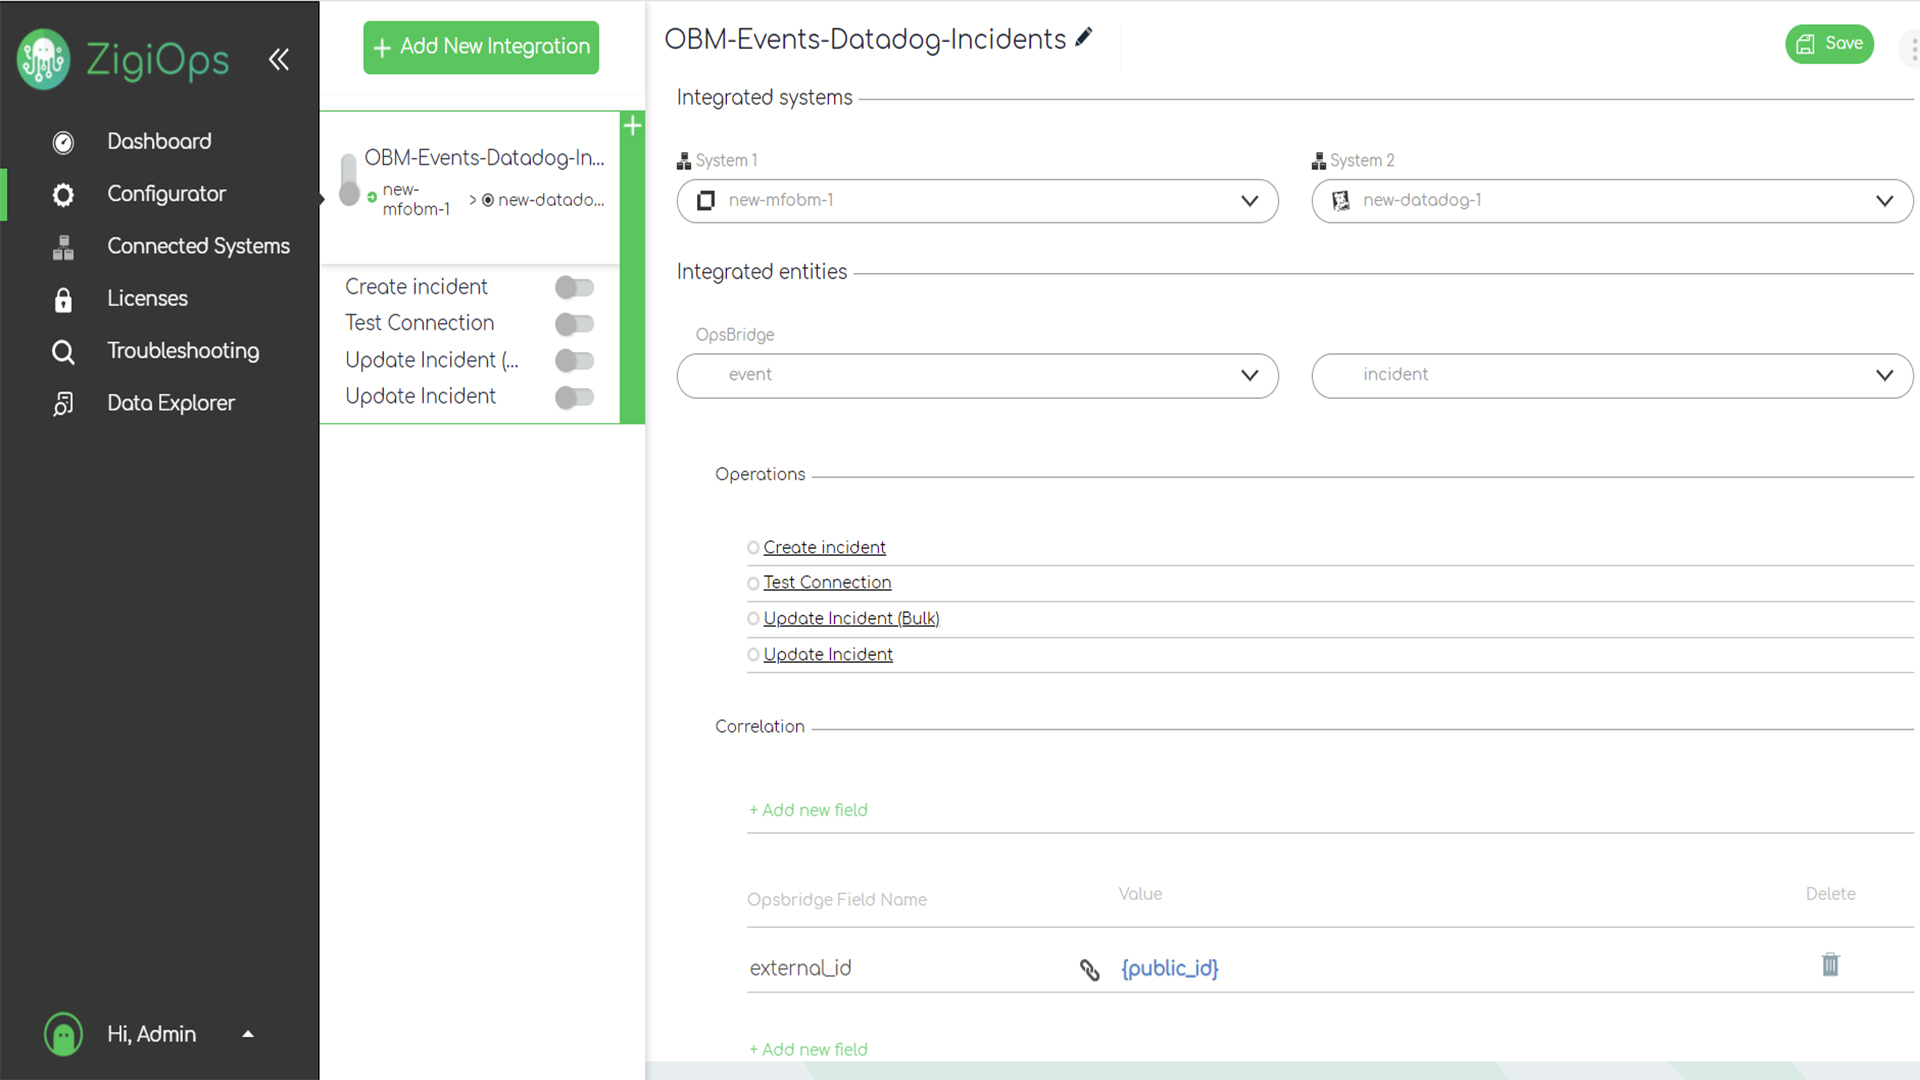 ZigiOps
Dashboard
Configurator
Connected Systems
Licenses
Troubleshooting
Data Explorer
Hi, Admin
+ Add New Integration
OBM-Events-Datadog-In...
new-
mfobm-1
> new-datado...
Create incident
Test Connection
Update Incident (...
Update Incident
OBM-Events-Datadog-Incidents
Save
Integrated systems
System 1
System 2
new-mfobm-1
new-datadog-1
Integrated entities
OpsBridge
event
incident
Operations
Create incident
Test Connection
Update Incident (Bulk)
Update Incident
Correlation
+ Add new field
Opsbridge Field Name
Value
Delete
external_id
{public_id}
+ Add new field